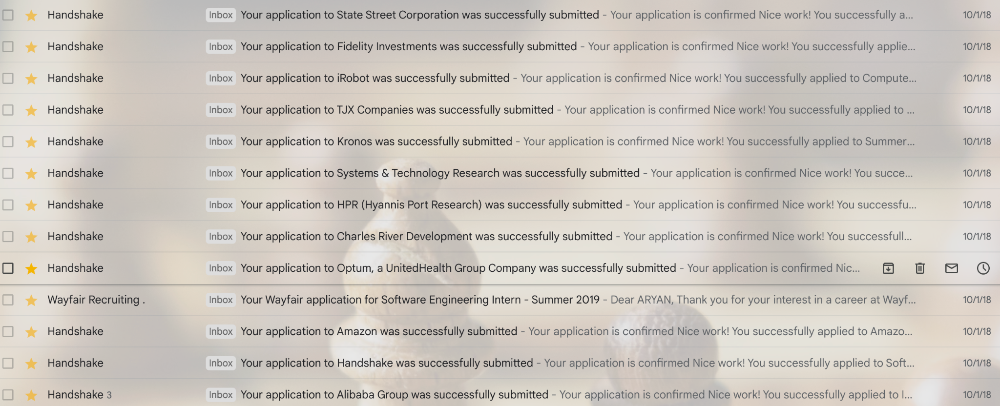 Handshake Inbox Your application to State Street Corporation was successfully submitted - Your application is confirmed Nice work! You successfully a... 10/1/18
Handshake Inbox Your application to Fidelity Investments was successfully submitted - Your application is confirmed Nice work! You successfully applie... 10/1/18
Handshake Inbox Your application to iRobot was successfully submitted - Your application is confirmed Nice work! You successfully applied to Compute... 10/1/18
Handshake Inbox Your application to TJX Companies was successfully submitted - Your application is confirmed Nice work! You successfully applied to ... 10/1/18
Handshake Inbox Your application to Kronos was successfully submitted - Your application is confirmed Nice work! You successfully applied to Summer... 10/1/18
Handshake Inbox Your application to Systems & Technology Research was successfully submitted - Your application is confirmed Nice work! You succe... 10/1/18
Handshake Inbox Your application to HPR (Hyannis Port Research) was successfully submitted - Your application is confirmed Nice work! You successfu... 10/1/18
Handshake Inbox Your application to Charles River Development was successfully submitted - Your application is confirmed Nice work! You successfull... 10/1/18
Handshake Inbox Your application to Optum, a UnitedHealth Group Company was successfully submitted - Your application is confirmed Nic...
Wayfair Recruiting . Inbox Your Wayfair application for Software Engineering Intern - Summer 2019 - Dear ARYAN, Thank you for your interest in a career at Wayf... 10/1/18
Handshake Inbox Your application to Amazon was successfully submitted - Your application is confirmed Nice work! You successfully applied to Amazo... 10/1/18
Handshake Inbox Your application to Handshake was successfully submitted - Your application is confirmed Nice work! You successfully applied to Soft... 10/1/18
Handshake 3 Inbox Your application to Alibaba Group was successfully submitted - Your application is confirmed Nice work! You successfully applied to I... 10/1/18